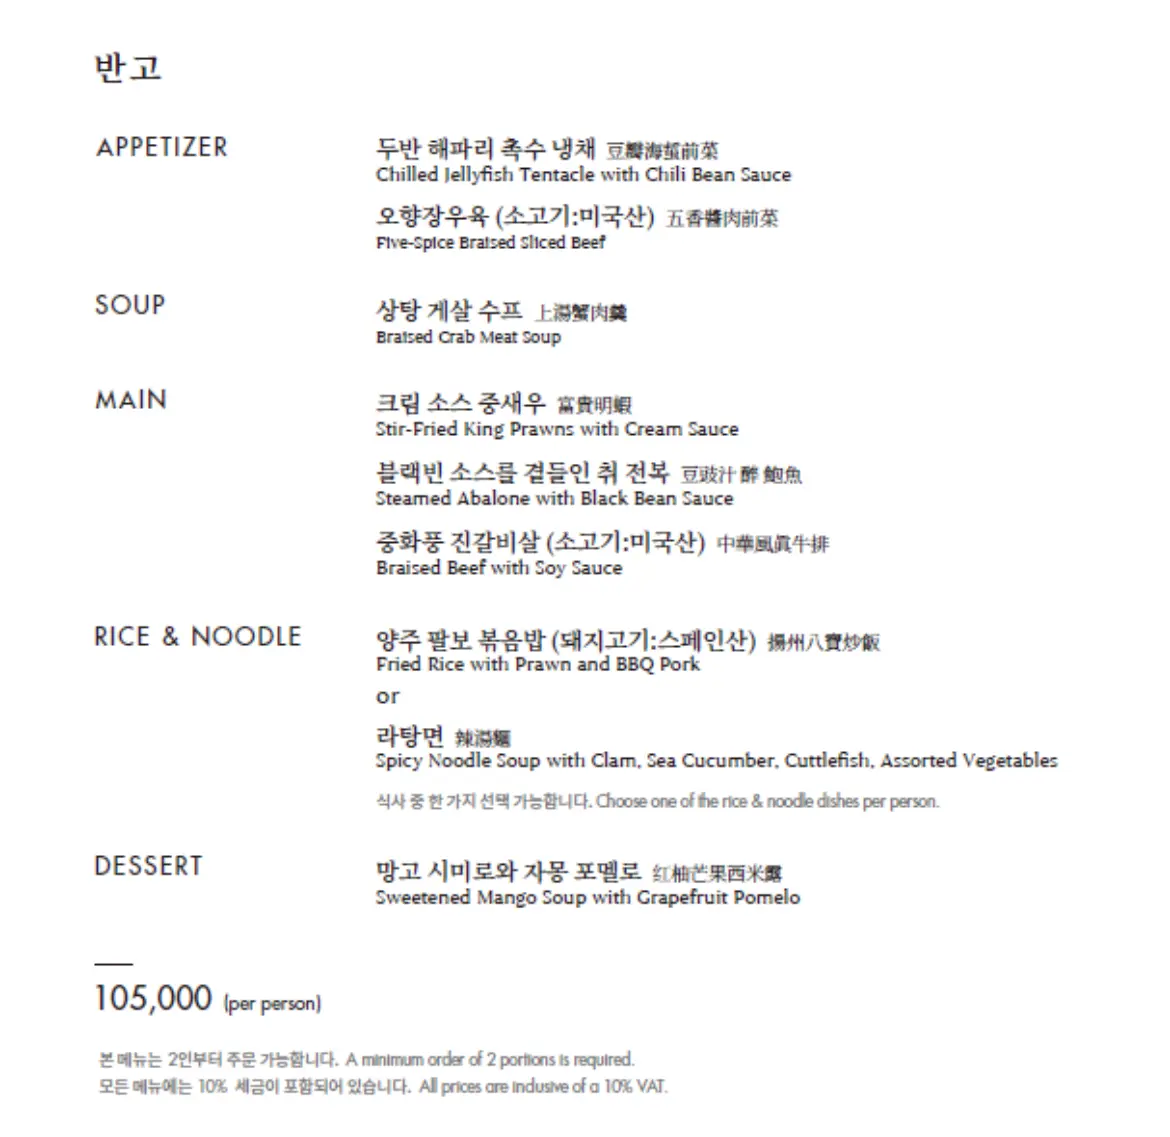 반고
APPETIZER
두반 해파리 촉수 냉채 豆瓣海蜇前菜
Chilled Jellyfish Tentacle with Chili Bean Sauce
오향장우육 (소고기:미국산) 五香醬肉前菜
Five-Spice Braised Sliced Beef
SOUP
상탕 게살 수프 上湯蟹肉羹
Braised Crab Meat Soup
MAIN
크림 소스 중새우 富貴明蝦
Stir-Fried King Prawns with Cream Sauce
블랙빈 소스를 곁들인 취 전복 豆豉汁 醉 鮑魚
Steamed Abalone with Black Bean Sauce
중화풍 진갈비살 (소고기:미국산) 中華風眞牛排
Braised Beef with Soy Sauce
RICE & NOODLE
양주 팔보 볶음밥 (돼지고기:스페인산) 揚州八寶炒飯
Fried Rice with Prawn and BBQ Pork
or
라탕면 辣湯麵
Spicy Noodle Soup with Clam, Sea Cucumber, Cuttlefish, Assorted Vegetables
식사 중 한 가지 선택 가능합니다. Choose one of the rice & noodle dishes per person.
DESSERT
망고 시미로와 자몽 포멜로 红柚芒果西米露
Sweetened Mango Soup with Grapefruit Pomelo
105,000 (per person)
본 메뉴는 2인부터 주문 가능합니다. A minimum order of 2 portions is required.
모든 메뉴에는 10% 세금이 포함되어 있습니다. All prices are inclusive of a 10% VAT.